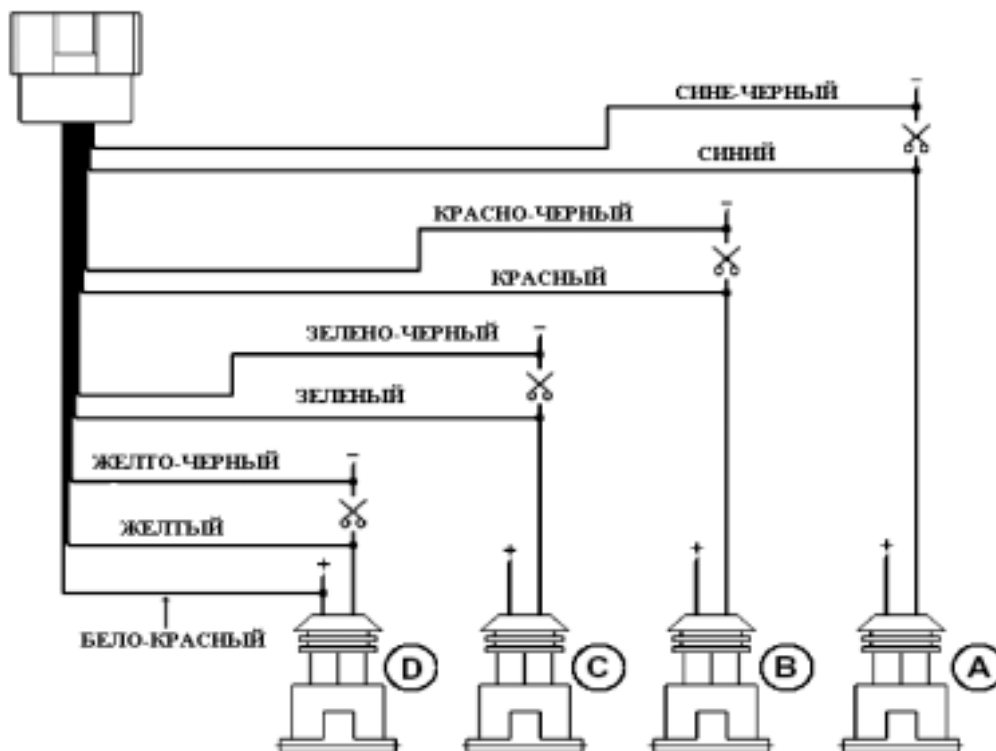 −
СИНЕ-ЧЕРНЫЙ
СИНИЙ
−
КРАСНО-ЧЕРНЫЙ
КРАСНЫЙ
−
ЗЕЛЕНО-ЧЕРНЫЙ
ЗЕЛЕНЫЙ
−
ЖЕЛТО-ЧЕРНЫЙ
ЖЕЛТЫЙ
+ + + +
БЕЛО-КРАСНЫЙ
D C B A